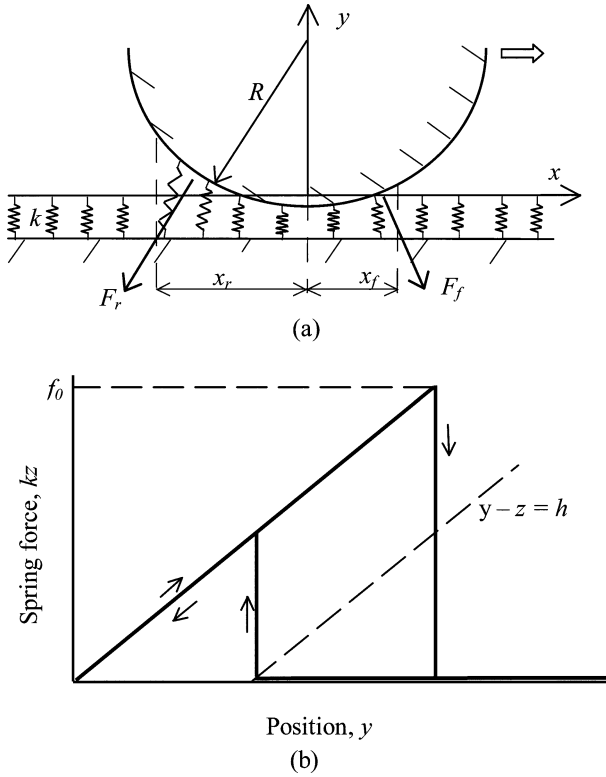 y
R
x
k
x_r
x_f
F_r
F_f
(a)
f_0
y – z = h
Spring force, kz
Position, y
(b)